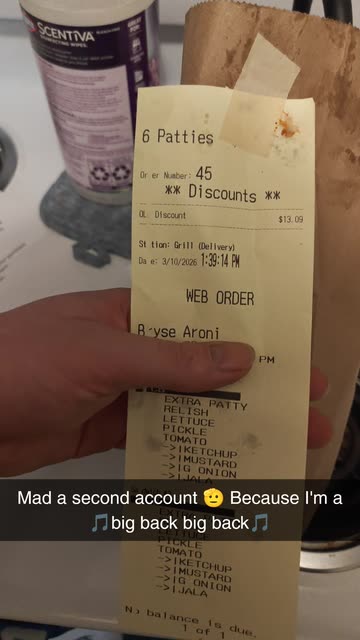 SCENTIVA
6 Patties
Or er Number: 45
** Discounts **
OL Discount $13.09
St tion: Grill (Delivery)
Da e: 3/10/2026 1:39:14 PM
WEB ORDER
B yse Aroni
PM
EXTRA PATTY
RELISH
LETTUCE
PICKLE
TOMATO
->|KETCHUP
->|MUSTARD
->|G ONION
->|JALA
Mad a second account 🫡 Because I'm a
🎵big back big back🎵
PICKLE
TOMATO
->|KETCHUP
->|MUSTARD
->|G ONION
->|JALA
No balance is due.
1 of 1